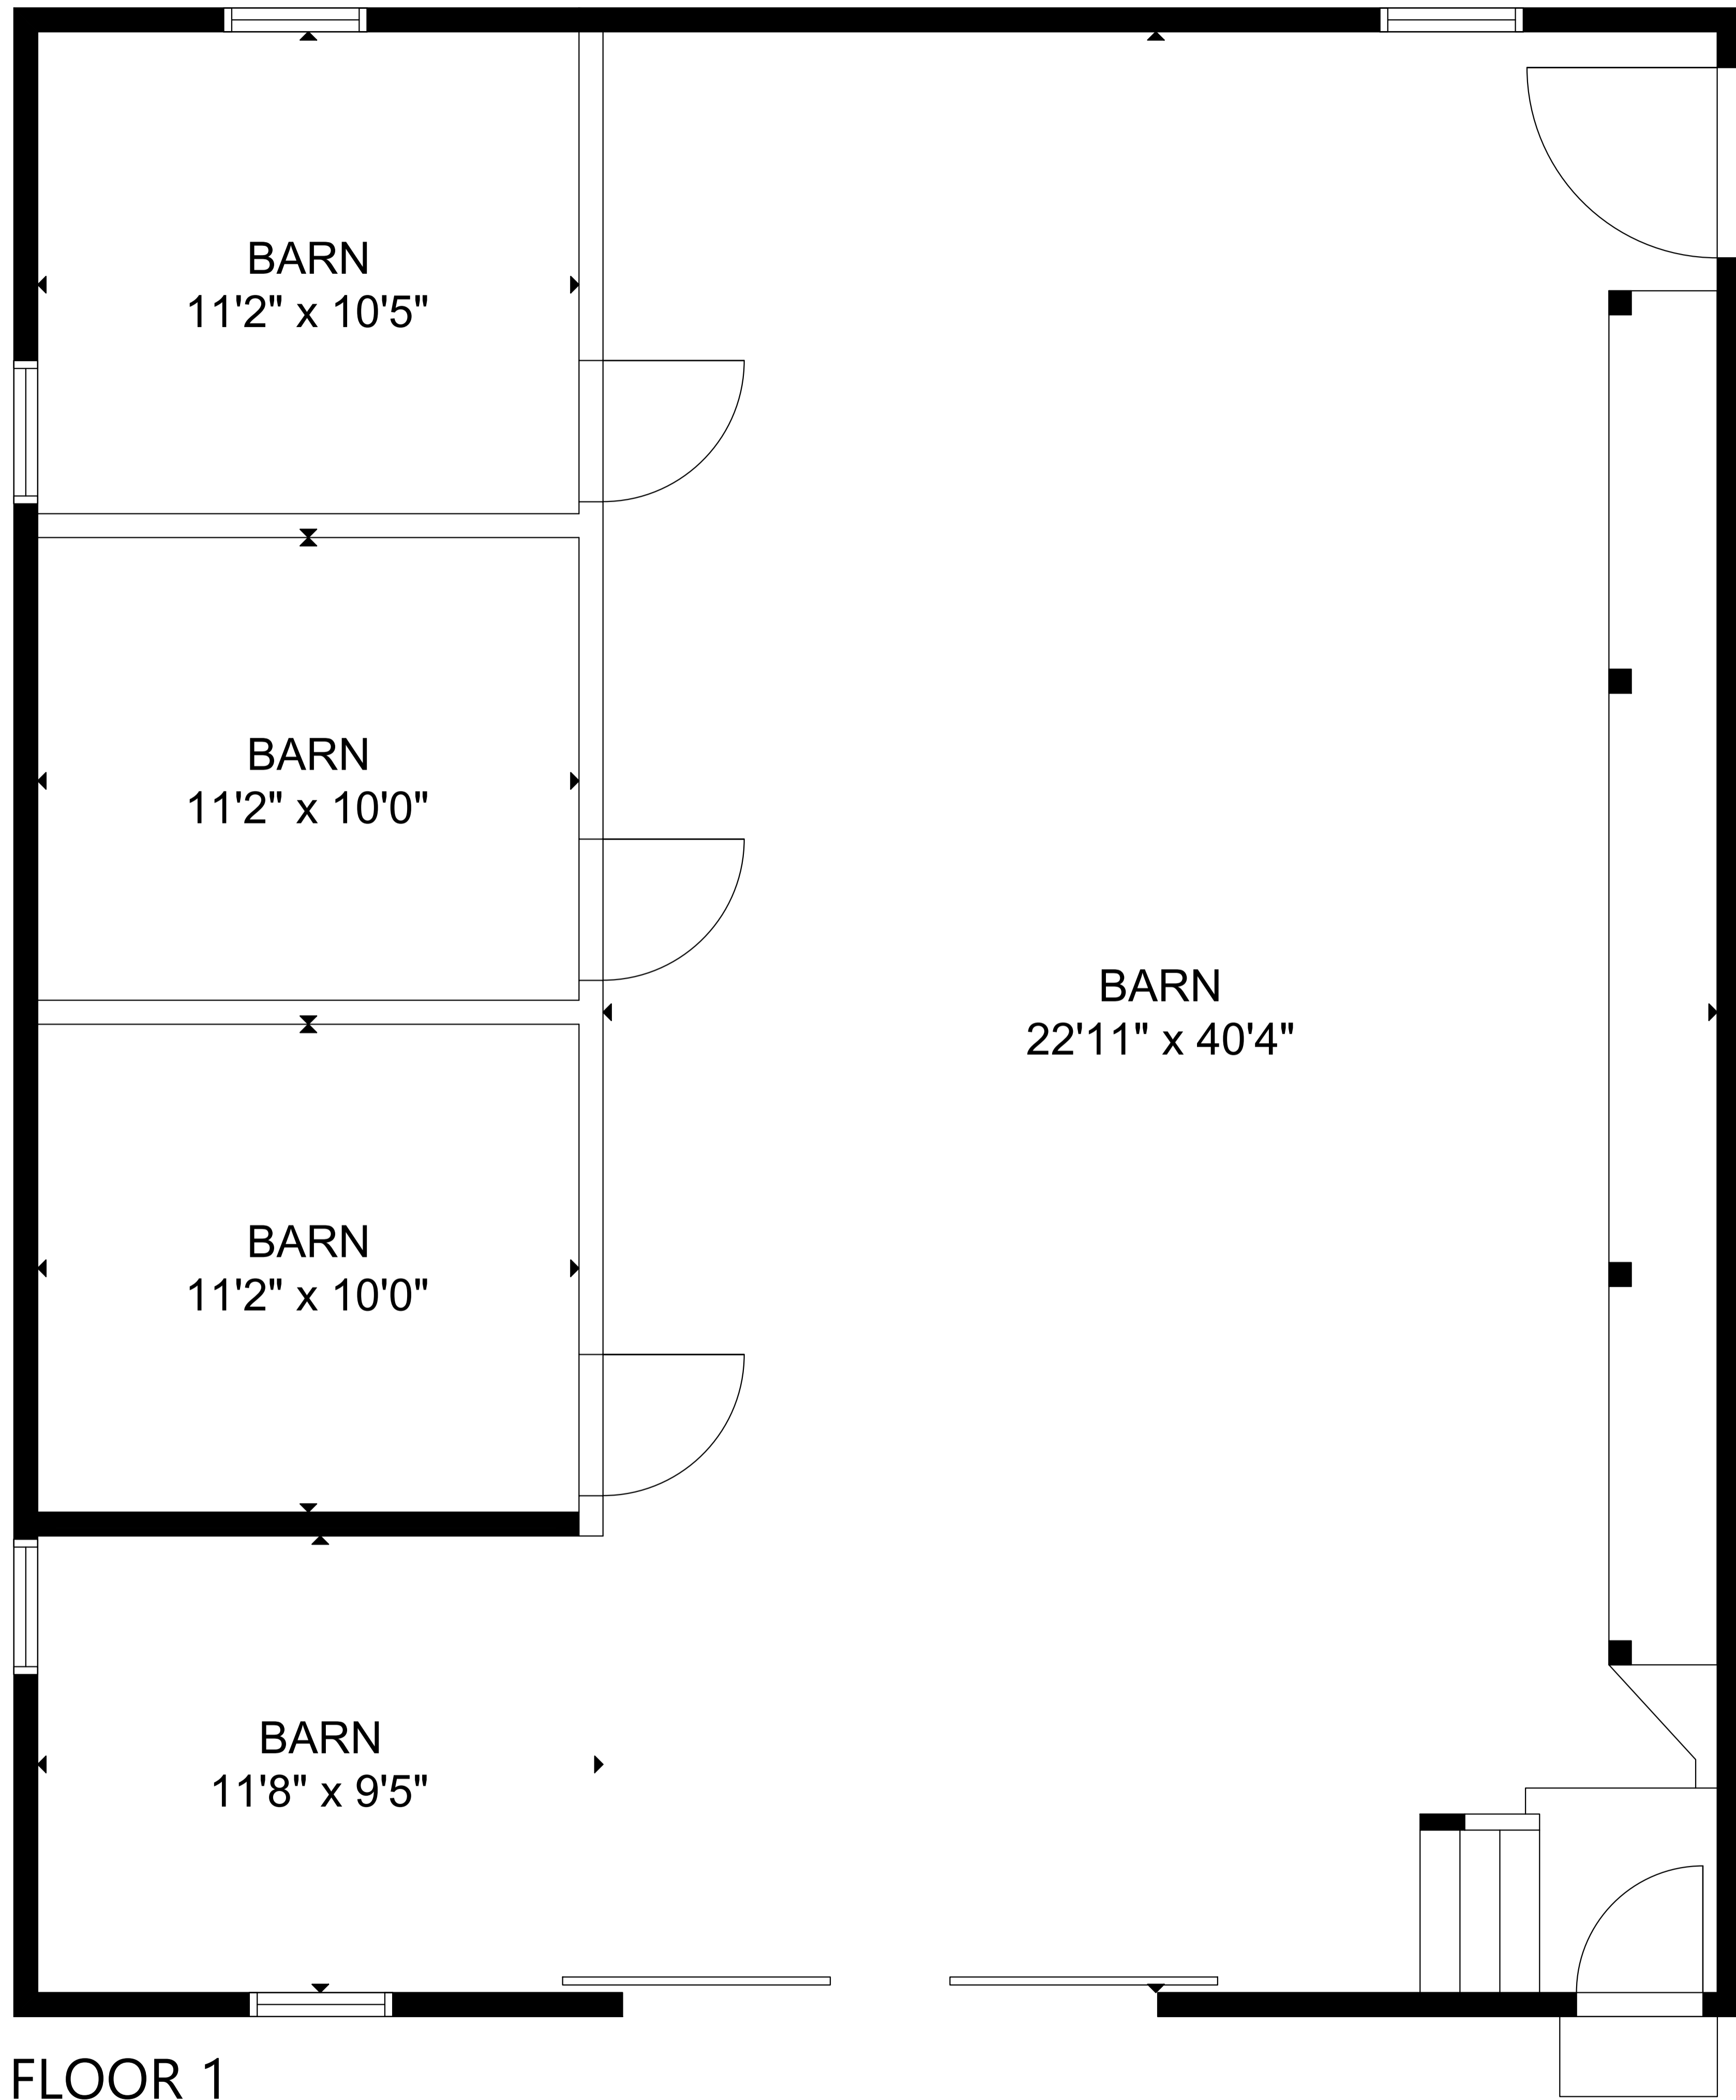 BARN
11'2" x 10'5"
BARN
11'2" x 10'0"
BARN
22'11" x 40'4"
BARN
11'2" x 10'0"
BARN
11'8" x 9'5"
FLOOR 1